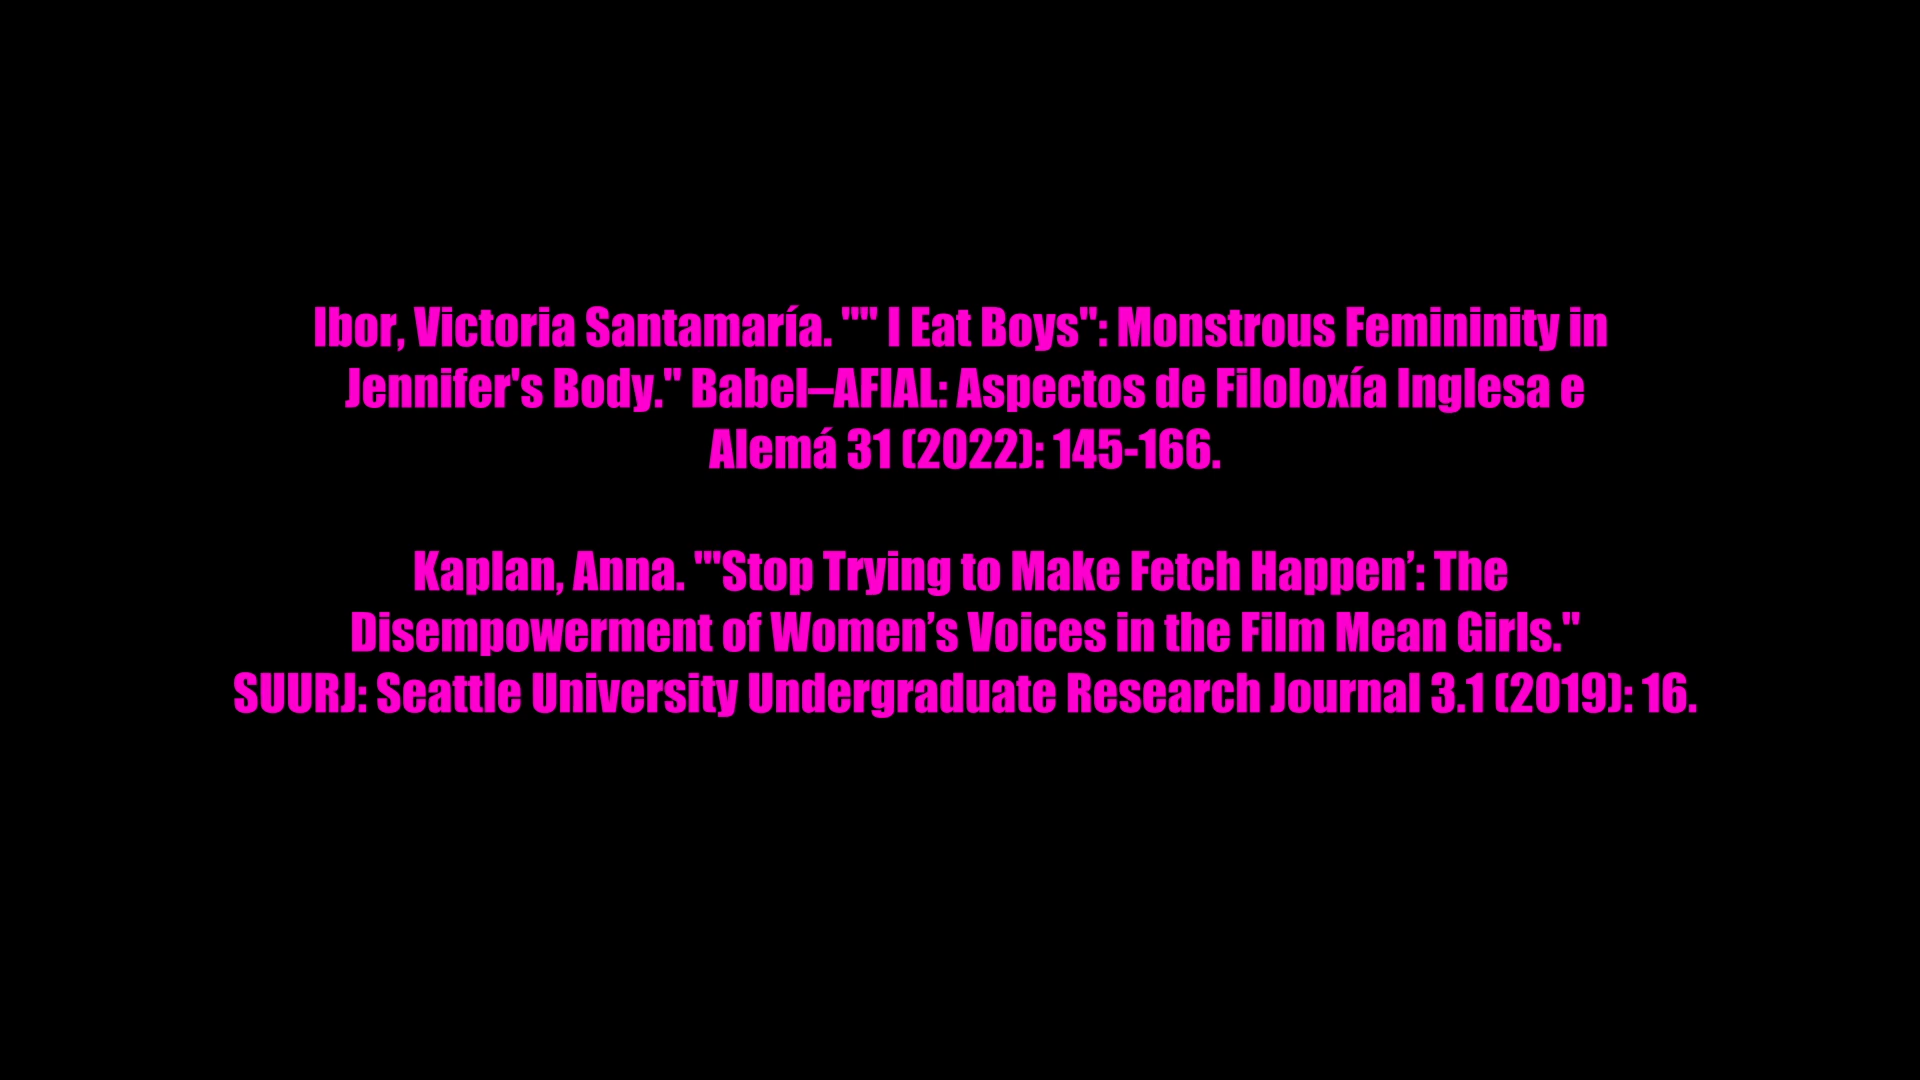 Ibor, Victoria Santamaría. "" I Eat Boys": Monstrous Femininity in
Jennifer's Body." Babel–AFIAL: Aspectos de Filoloxía Inglesa e
Alemá 31 (2022): 145-166.
Kaplan, Anna. "'Stop Trying to Make Fetch Happen’: The
Disempowerment of Women’s Voices in the Film Mean Girls."
SUURJ: Seattle University Undergraduate Research Journal 3.1 (2019): 16.